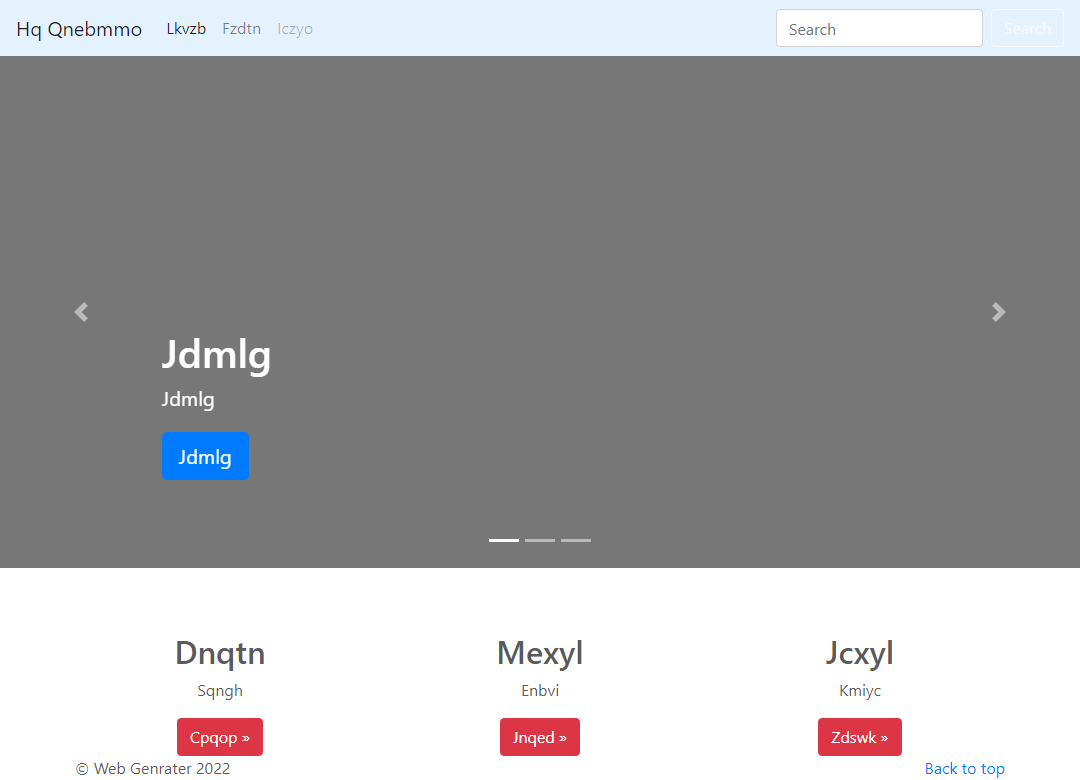 Hq Qnebmmo Lkvzb Fzdtn Iczyo Search Search
Jdmlg
Jdmlg
Jdmlg
Dnqtn Mexyl Jcxyl
Sqngh Enbvi Kmiyc
Cpqop » Jnqed » Zdswk »
© Web Genrater 2022 Back to top